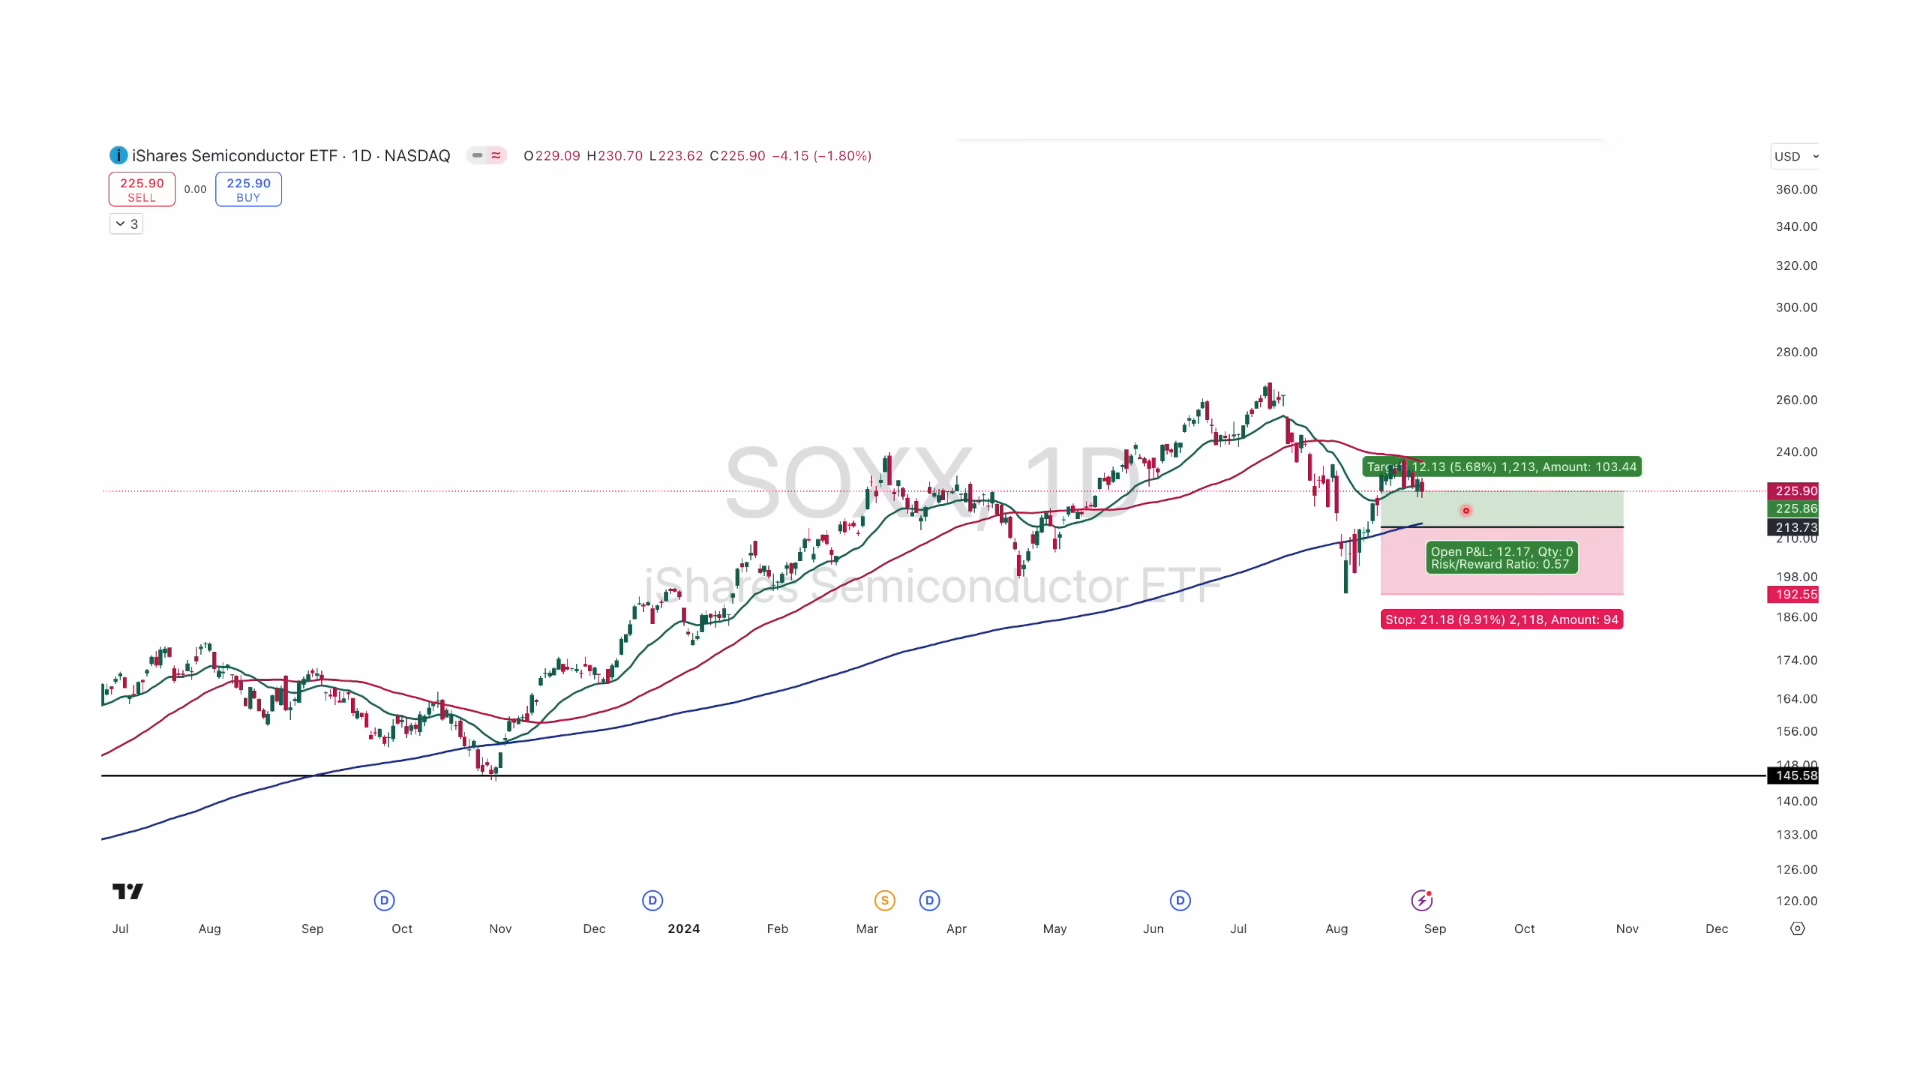 iShares Semiconductor ETF · 1D · NASDAQ O229.09 H230.70 L223.62 C225.90 −4.15 (−1.80%)
USD
225.90
SELL
0.00
225.90
BUY
3
SOXX, 1D
iShares Semiconductor ETF
360.00
340.00
320.00
300.00
280.00
260.00
240.00
225.90
225.86
213.73
210.00
198.00
192.55
186.00
174.00
164.00
156.00
148.00
145.58
140.00
133.00
126.00
120.00
Target: 12.13 (5.68%) 1,213, Amount: 103.44
Open P&L: 12.17, Qty: 0
Risk/Reward Ratio: 0.57
Stop: 21.18 (9.91%) 2,118, Amount: 94
D D S D D
Jul Aug Sep Oct Nov Dec 2024 Feb Mar Apr May Jun Jul Aug Sep Oct Nov Dec